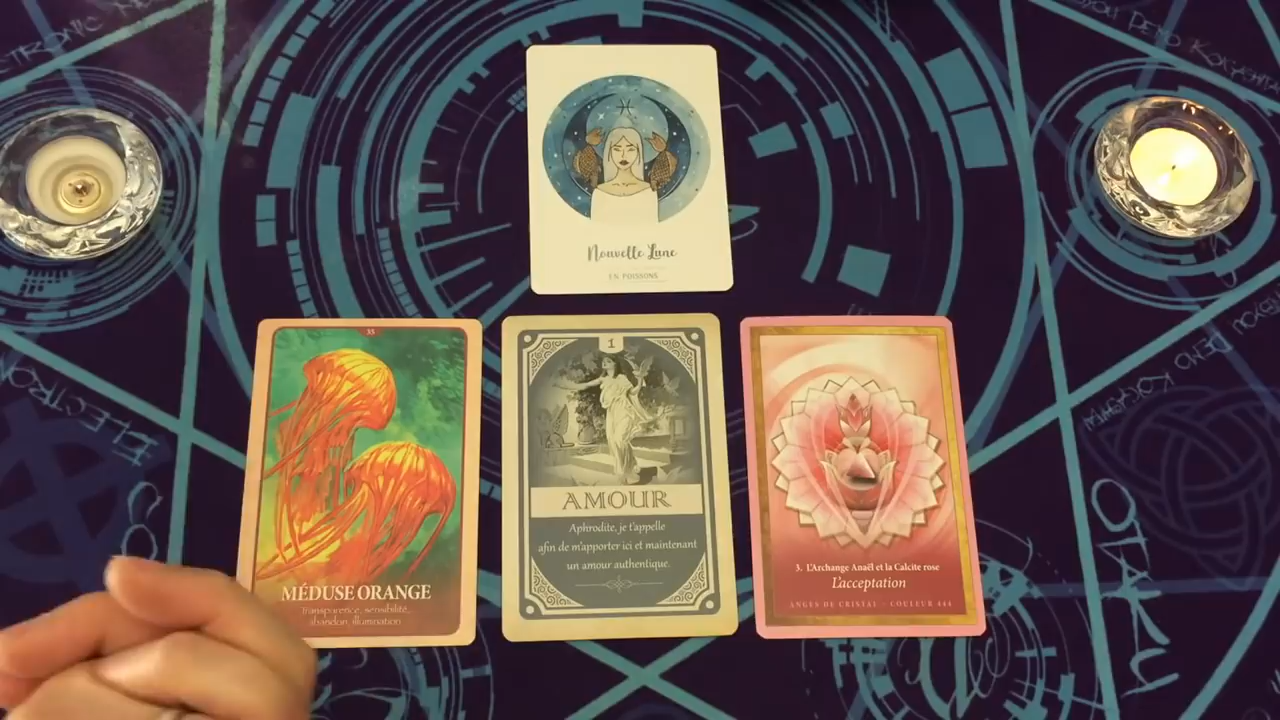 Nouvelle Lune
EN POISSONS
33
MÉDUSE ORANGE
Transparence, sensibilité,
abandon, illumination
1
AMOUR
Aphrodite, je t'appelle
afin de m'apporter ici et maintenant
un amour authentique.
3. L'Archange Anaël et la Calcite rose
L'acceptation
ANGES DE CRISTAL - COULEUR 444
OTAKU